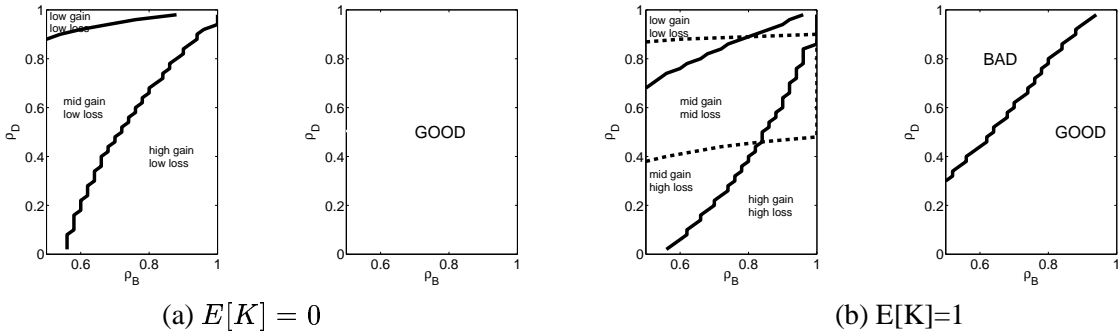 1
0.8
0.6
0.4
0.2
0
ρD
low gain
low loss
mid gain
low loss
high gain
low loss
0.6 0.8 1
ρB
1
0.8
0.6
0.4
0.2
0
GOOD
0.6 0.8 1
(a) E[K] = 0
1
0.8
0.6
0.4
0.2
0
ρD
low gain
low loss
mid gain
mid loss
mid gain
high loss
high gain
high loss
0.6 0.8 1
ρB
1
0.8
0.6
0.4
0.2
0
BAD
GOOD
0.6 0.8 1
(b) E[K]=1